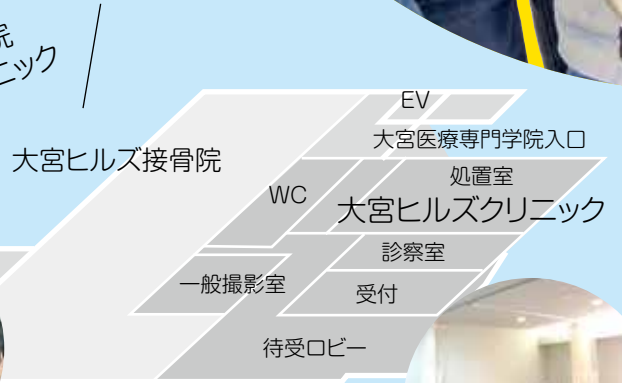 院
ニック
EV
大宮医療専門学院入口
大宮ヒルズ接骨院
処置室
WC
大宮ヒルズクリニック
診察室
一般撮影室
受付
待受ロビー